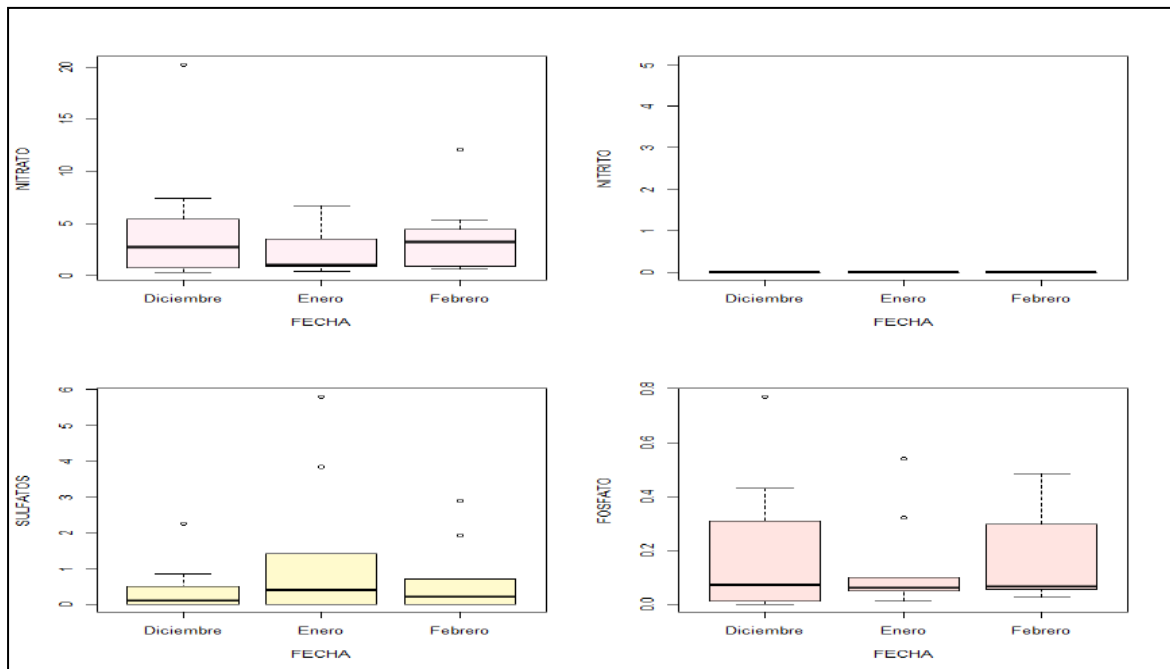 NITRATO
20
15
10
5
0
Diciembre Enero Febrero
FECHA
NITRITO
5
4
3
2
1
0
Diciembre Enero Febrero
FECHA
SULFATOS
6
5
4
3
2
1
0
Diciembre Enero Febrero
FECHA
FOSFATO
0.8
0.6
0.4
0.2
0.0
Diciembre Enero Febrero
FECHA